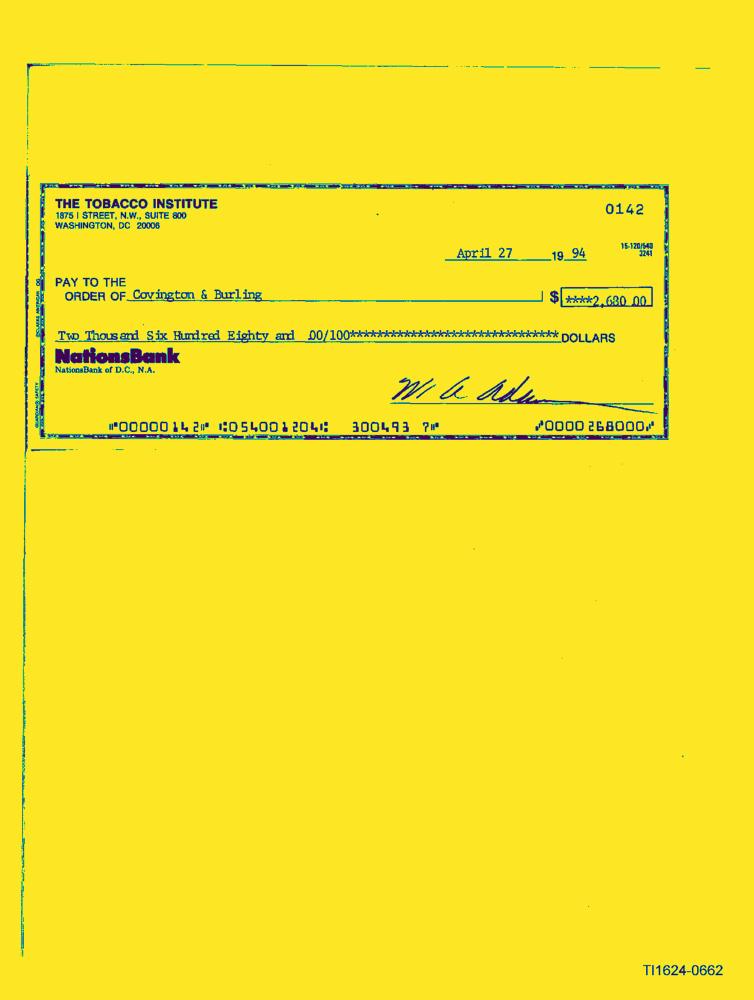 THE TOBACCO INSTITUTE
1875 I STREET, N.W., SUITE 800
WASHINGTON, DC 20006
0142
April 27 19 94
15-120/540
3241
PAY TO THE
ORDER OF Covington & Burling $ ****2,680 00
Two Thousand Six Hundred Eighty and 00/100******************************** DOLLARS
NationsBank
NationsBank of D.C., N.A.
⑈00000142⑈ ⑆054001204⑆ 300493 7⑈ ⑇0000268000⑇
TI1624-0662